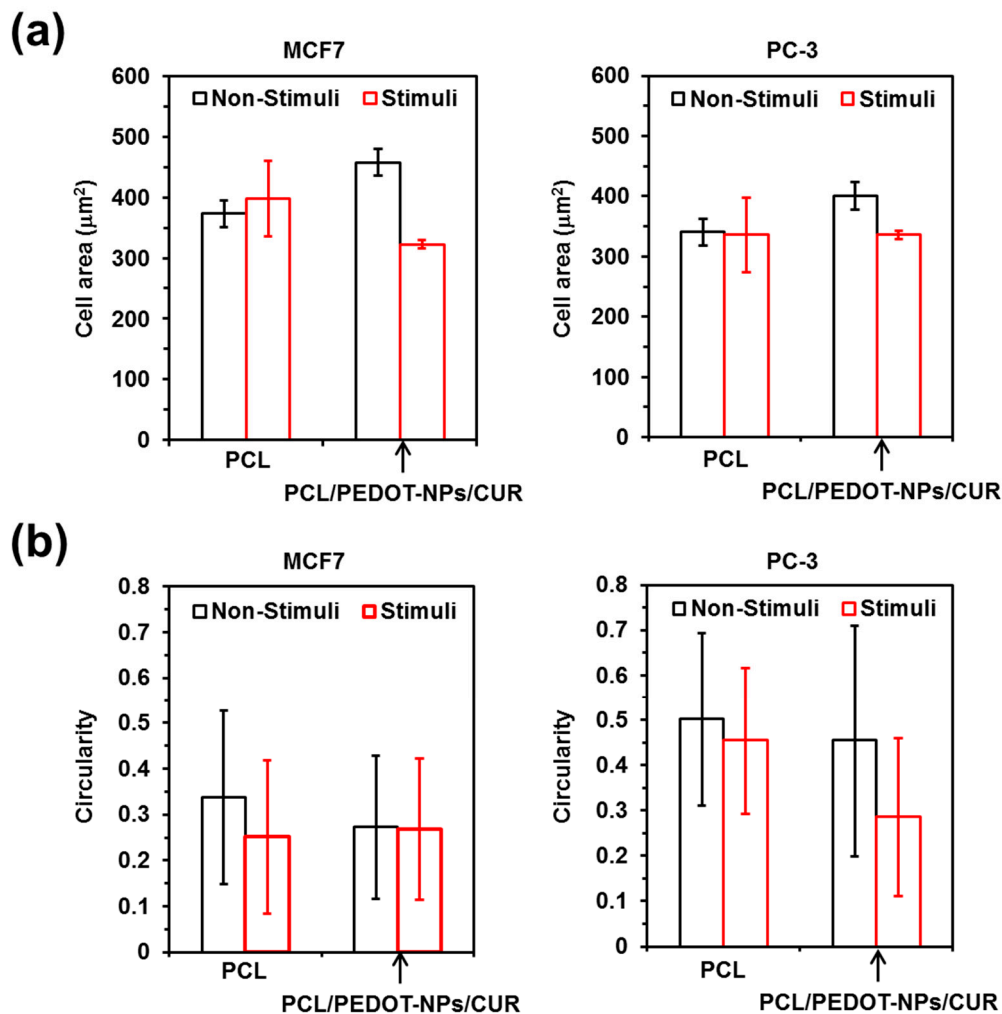 (a)
MCF7
Non-Stimuli Stimuli
Cell area (μm²)
600
500
400
300
200
100
0
PCL
PCL/PEDOT-NPs/CUR
PC-3
Non-Stimuli Stimuli
Cell area (μm²)
600
500
400
300
200
100
0
PCL
PCL/PEDOT-NPs/CUR
(b)
MCF7
Non-Stimuli Stimuli
Circularity
0.8
0.7
0.6
0.5
0.4
0.3
0.2
0.1
0
PCL
PCL/PEDOT-NPs/CUR
PC-3
Non-Stimuli Stimuli
Circularity
0.8
0.7
0.6
0.5
0.4
0.3
0.2
0.1
0
PCL
PCL/PEDOT-NPs/CUR